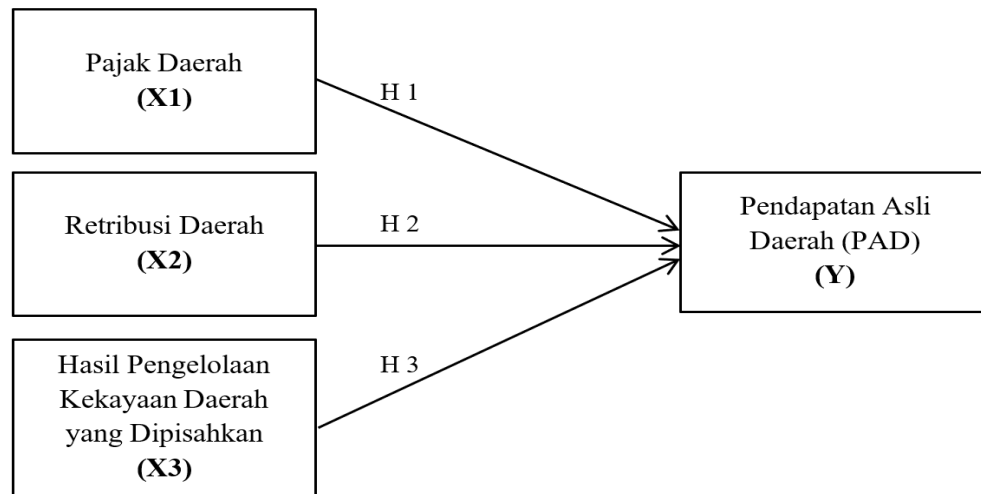 Pajak Daerah
(X1)
H 1
Retribusi Daerah
(X2)
H 2
Hasil Pengelolaan
Kekayaan Daerah
yang Dipisahkan
(X3)
H 3
Pendapatan Asli
Daerah (PAD)
(Y)